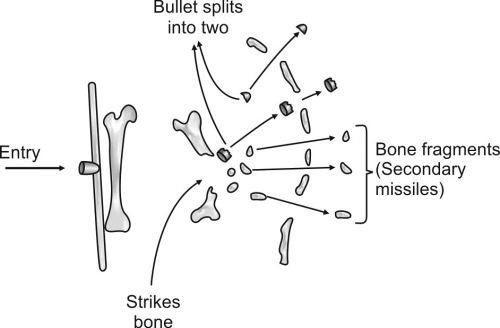 Bullet splits
into two
Entry
Bone fragments
(Secondary
missiles)
Strikes
bone